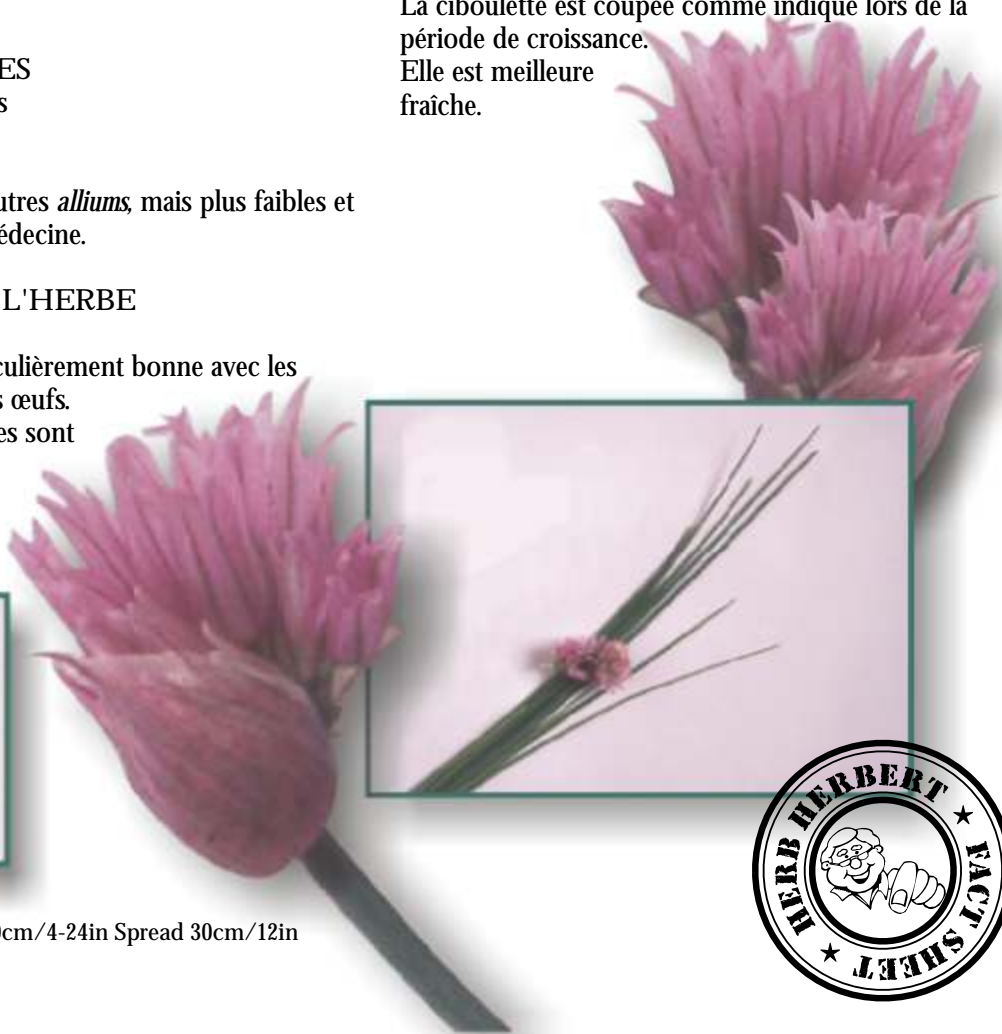 ES
s
utres alliums, mais plus faibles et
édecine.
L'HERBE
culièrement bonne avec les
s œufs.
es sont
La ciboulette est coupée comme indiqué lors de la
période de croissance.
Elle est meilleure
fraîche.
cm/4-24in Spread 30cm/12in
HERB HERBERT ★ FACT SHEET ★